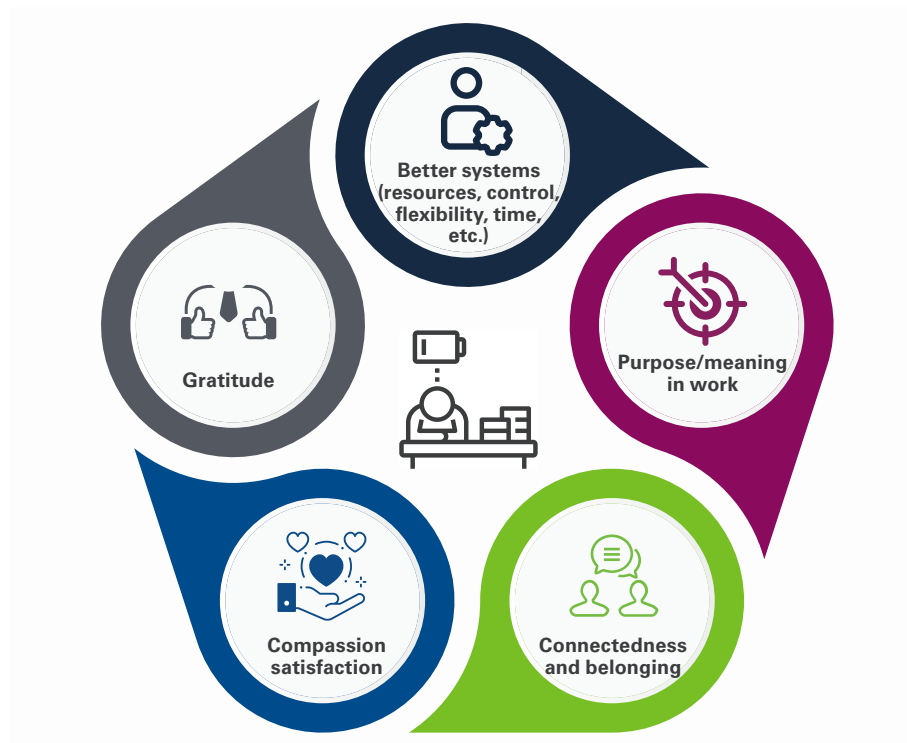 Better systems
(resources, control,
flexibility, time,
etc.)
Purpose/meaning
in work
Connectedness
and belonging
Compassion
satisfaction
Gratitude